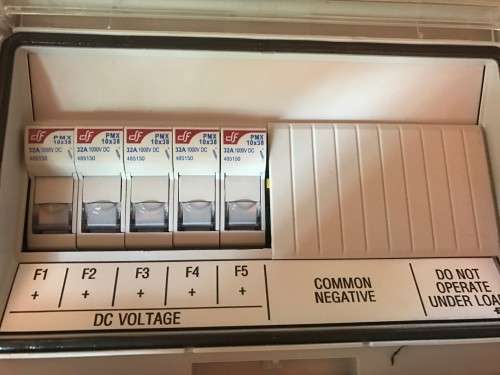 df PMX 10x38
32A 1000V DC
485150
df PMX 10x38
32A 1000V DC
485150
df PMX 10x38
32A 1000V DC
485150
df PMX 10x38
32A 1000V DC
485150
df PMX 10x38
32A 1000V DC
485150
F1 F2 F3 F4 F5
+ + + + +
DC VOLTAGE
COMMON
NEGATIVE
DO NOT
OPERATE
UNDER LOA